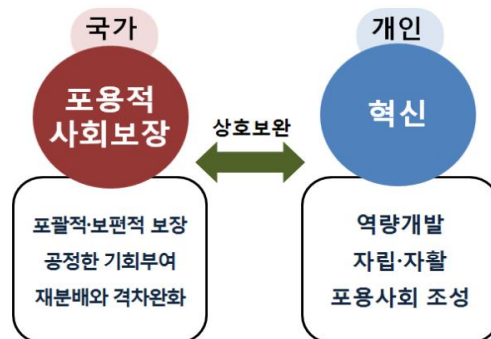 국가
포용적
사회보장
포괄적·보편적 보장
공정한 기회부여
재분배와 격차완화
상호보완
개인
혁신
역량개발
자립·자활
포용사회 조성